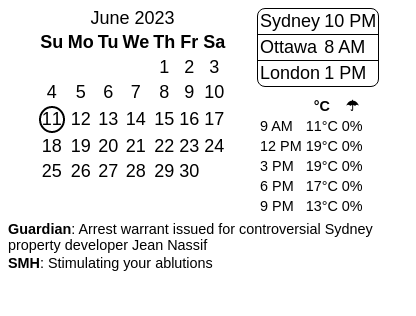 June 2023
Su Mo Tu We Th Fr Sa
1 2 3
4 5 6 7 8 9 10
11 12 13 14 15 16 17
18 19 20 21 22 23 24
25 26 27 28 29 30
Sydney 10 PM
Ottawa 8 AM
London 1 PM
°C ☂
9 AM 11°C 0%
12 PM 19°C 0%
3 PM 19°C 0%
6 PM 17°C 0%
9 PM 13°C 0%
Guardian: Arrest warrant issued for controversial Sydney
property developer Jean Nassif
SMH: Stimulating your ablutions